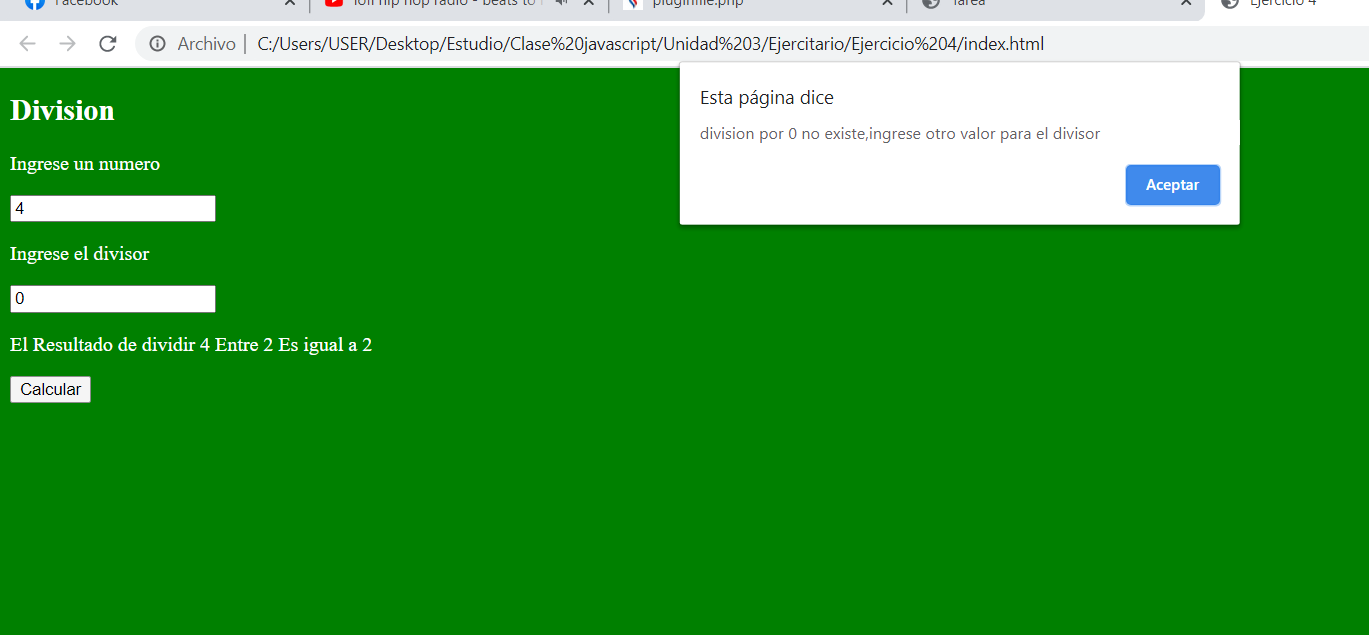 Facebook
lofi hip hop radio - beats to
pluginfile.php
Tarea
Ejercicio 4
Archivo
C:/Users/USER/Desktop/Estudio/Clase%20javascript/Unidad%203/Ejercitario/Ejercicio%204/index.html
Esta página dice
division por 0 no existe,ingrese otro valor para el divisor
Aceptar
Division
Ingrese un numero
4
Ingrese el divisor
0
El Resultado de dividir 4 Entre 2 Es igual a 2
Calcular